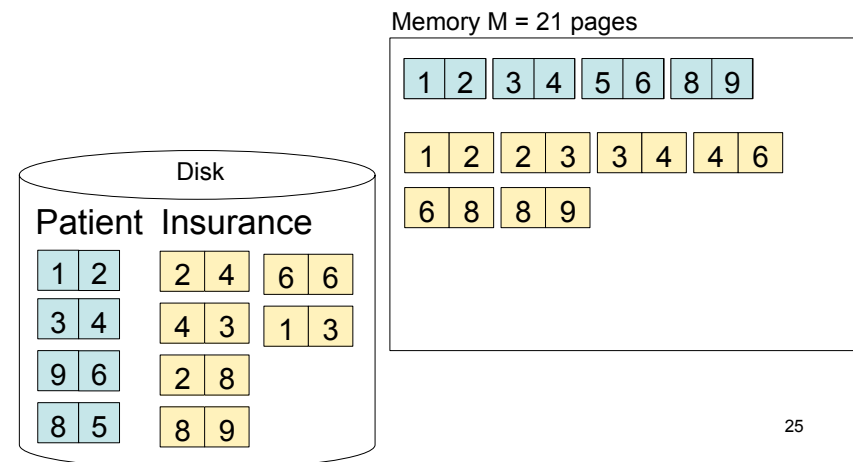 Memory M = 21 pages
1 2 3 4 5 6 8 9
1 2 2 3 3 4 4 6
6 8 8 9
Disk
Patient Insurance
1 2 2 4 6 6
3 4 4 3 1 3
9 6 2 8
8 5 8 9
25